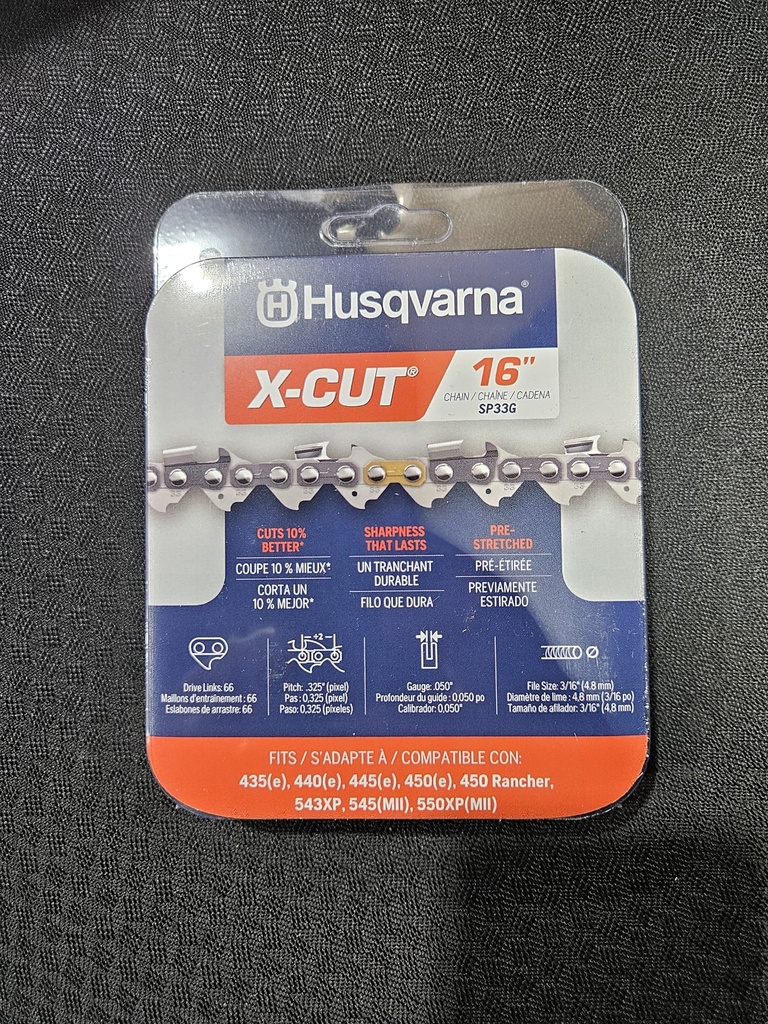 H Husqvarna®
X-CUT®
16"
CHAIN / CHAÎNE / CADENA
SP33G
CUTS 10%
BETTER*
COUPE 10 % MIEUX*
CORTA UN
10 % MEJOR*
SHARPNESS
THAT LASTS
UN TRANCHANT
DURABLE
FILO QUE DURA
PRE-
STRETCHED
PRÉ-ÉTIRÉE
PREVIAMENTE
ESTIRADO
Drive Links: 66
Maillons d'entraînement : 66
Eslabones de arrastre: 66
÷2
Pitch: .325" (pixel)
Pas : 0,325 (pixel)
Paso: 0,325 (pixeles)
Gauge: .050"
Profondeur du guide : 0,050 po
Calibrador: 0,050"
File Size: 3/16" (4.8 mm)
Diamètre de lime : 4,8 mm (3/16 po)
Tamaño de afilador: 3/16" (4,8 mm)
FITS / S'ADAPTE À / COMPATIBLE CON:
435(e), 440(e), 445(e), 450(e), 450 Rancher,
543XP, 545(MII), 550XP(MII)